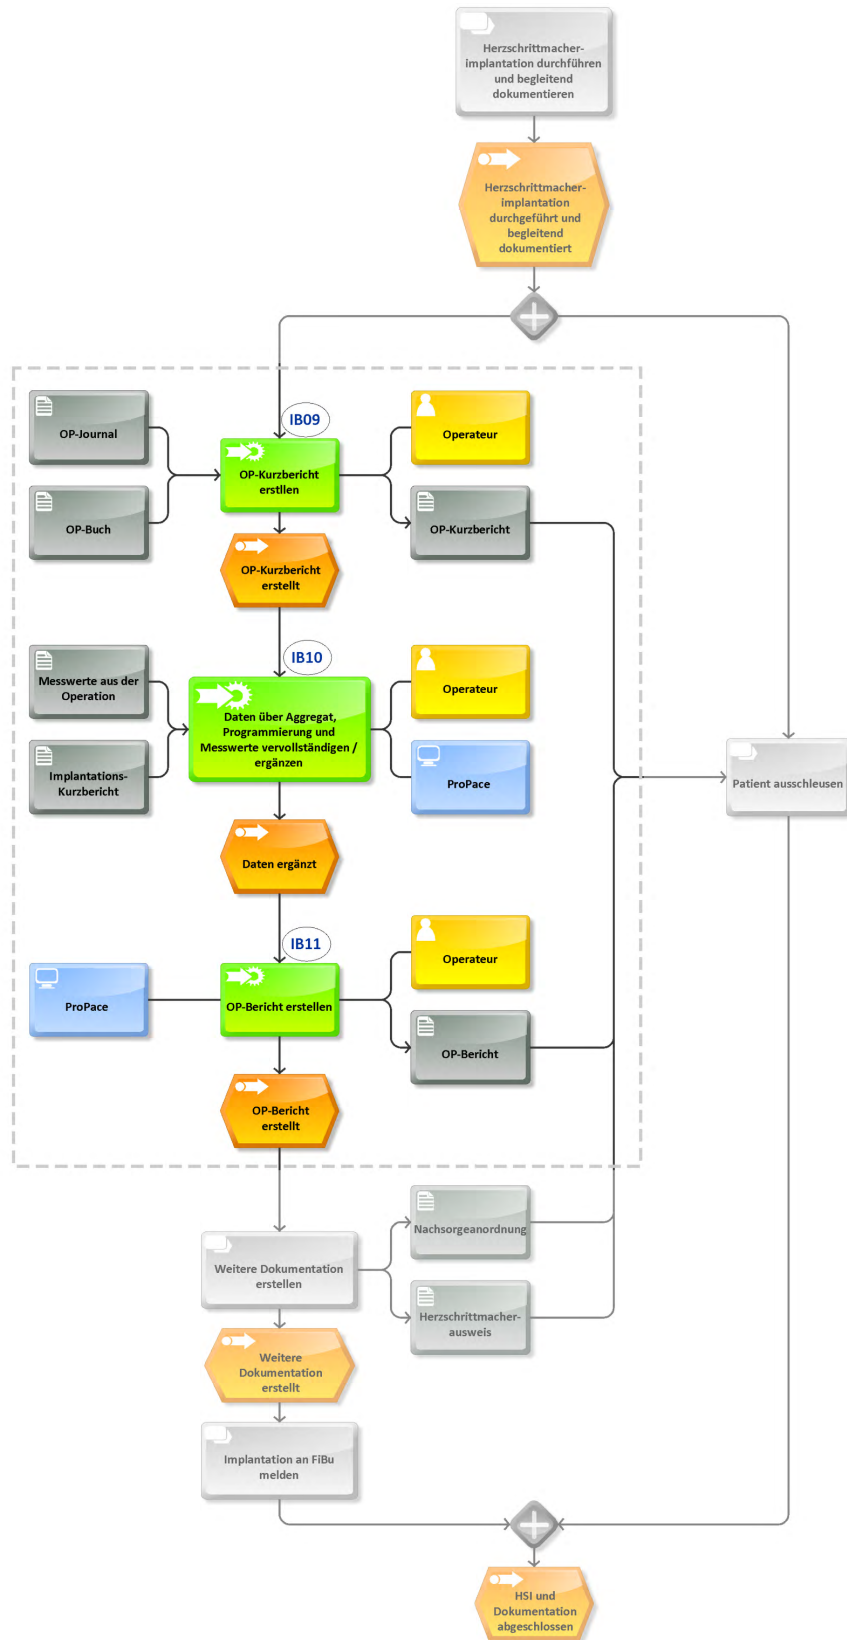 Herzschrittmacher-
implantation durchführen
und begleitend
dokumentieren
Herzschrittmacher-
implantation
durchgeführt und
begleitend
dokumentiert
IB09
OP-Journal
Operateur
OP-Kurzbericht
erstllen
OP-Buch
OP-Kurzbericht
OP-Kurzbericht
erstellt
IB10
Messwerte aus der
Operation
Operateur
Daten über Aggregat,
Programmierung und
Messwerte vervollständigen /
ergänzen
Implantations-
Kurzbericht
ProPace
Patient ausschleusen
Daten ergänzt
IB11
Operateur
ProPace
OP-Bericht erstellen
OP-Bericht
OP-Bericht
erstellt
Nachsorgeanordnung
Weitere Dokumentation
erstellen
Herzschrittmacher-
ausweis
Weitere
Dokumentation
erstellt
Implantation an FiBu
melden
HSI und
Dokumentation
abgeschlossen